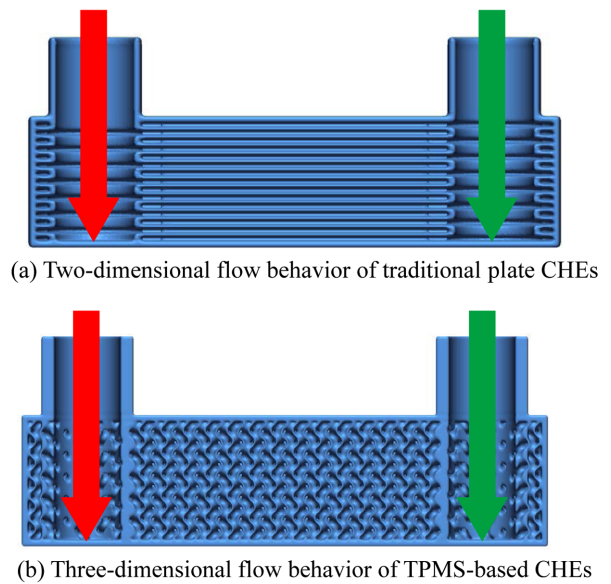 (a) Two-dimensional flow behavior of traditional plate CHEs
(b) Three-dimensional flow behavior of TPMS-based CHEs